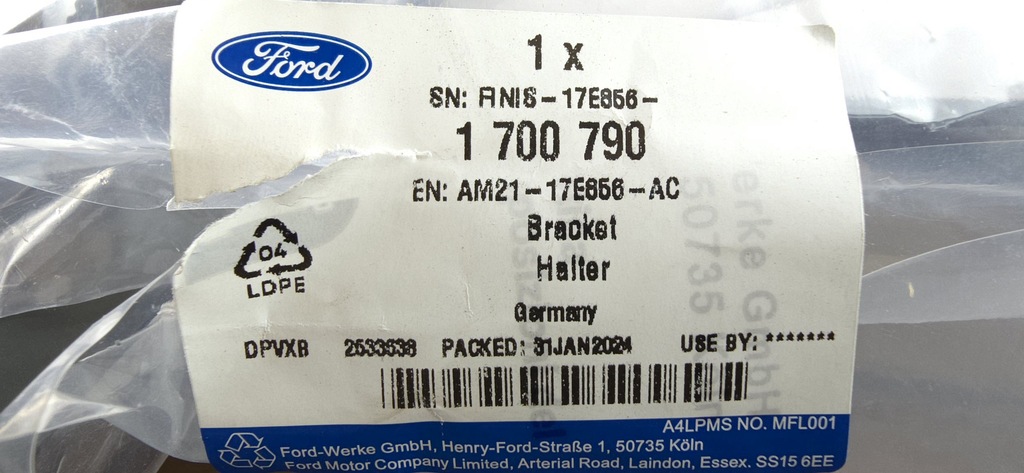 Ford
1 x
SN: FINIS-17E856-
1 700 790
EN: AM21-17E856-AC
Bracket
Halter
04
LDPE
Germany
DPVXB 2533538 PACKED: 31JAN2024 USE BY: *******
A4LPMS NO. MFL001
Ford-Werke GmbH, Henry-Ford-Straße 1, 50735 Köln
Ford Motor Company Limited, Arterial Road, Laindon, Essex. SS15 6EE